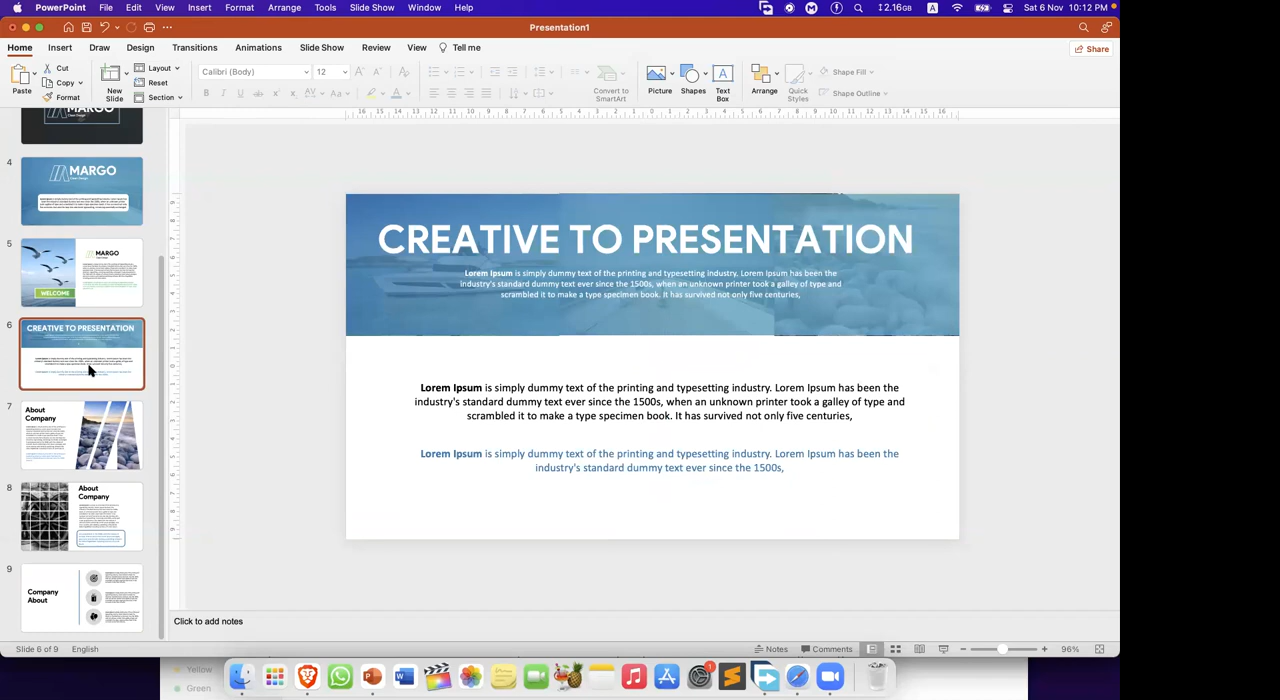 PowerPoint File Edit View Insert Format Arrange Tools Slide Show Window Help 2.16GB A Sat 6 Nov 10:12 PM
Presentation1
Home Insert Draw Design Transitions Animations Slide Show Review View Tell me Share
Paste Cut Copy Format
New Slide Layout Reset Section
Calibri (Body) 12
Convert to SmartArt
Picture Shapes Text Box Arrange Quick Styles Shape Fill Shape Outline
MARGO
4
MARGO
5
MARGO
WELCOME
6
CREATIVE TO PRESENTATION
7
About
Company
8
About
Company
9
Company
About
CREATIVE TO PRESENTATION
Lorem Ipsum is simply dummy text of the printing and typesetting industry. Lorem Ipsum has been the
industry's standard dummy text ever since the 1500s, when an unknown printer took a galley of type and
scrambled it to make a type specimen book. It has survived not only five centuries,
Lorem Ipsum is simply dummy text of the printing and typesetting industry. Lorem Ipsum has been the
industry's standard dummy text ever since the 1500s, when an unknown printer took a galley of type and
scrambled it to make a type specimen book. It has survived not only five centuries,
Lorem Ipsum is simply dummy text of the printing and typesetting industry. Lorem Ipsum has been the
industry's standard dummy text ever since the 1500s,
Click to add notes
Slide 6 of 9 English Notes Comments 96%
Yellow
Green